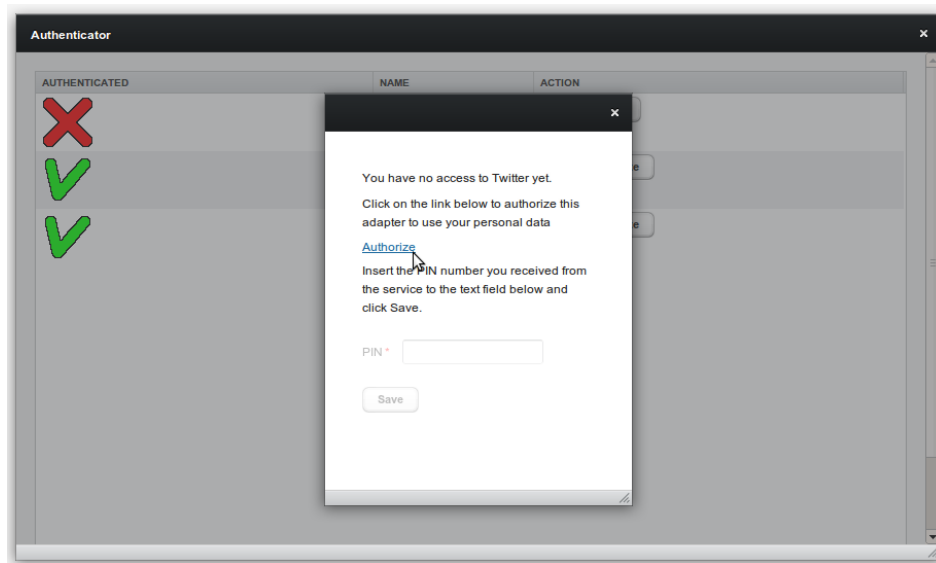 Authenticator
AUTHENTICATED NAME ACTION
You have no access to Twitter yet.
Click on the link below to authorize this
adapter to use your personal data
Authorize
Insert the PIN number you received from
the service to the text field below and
click Save.
PIN *
Save